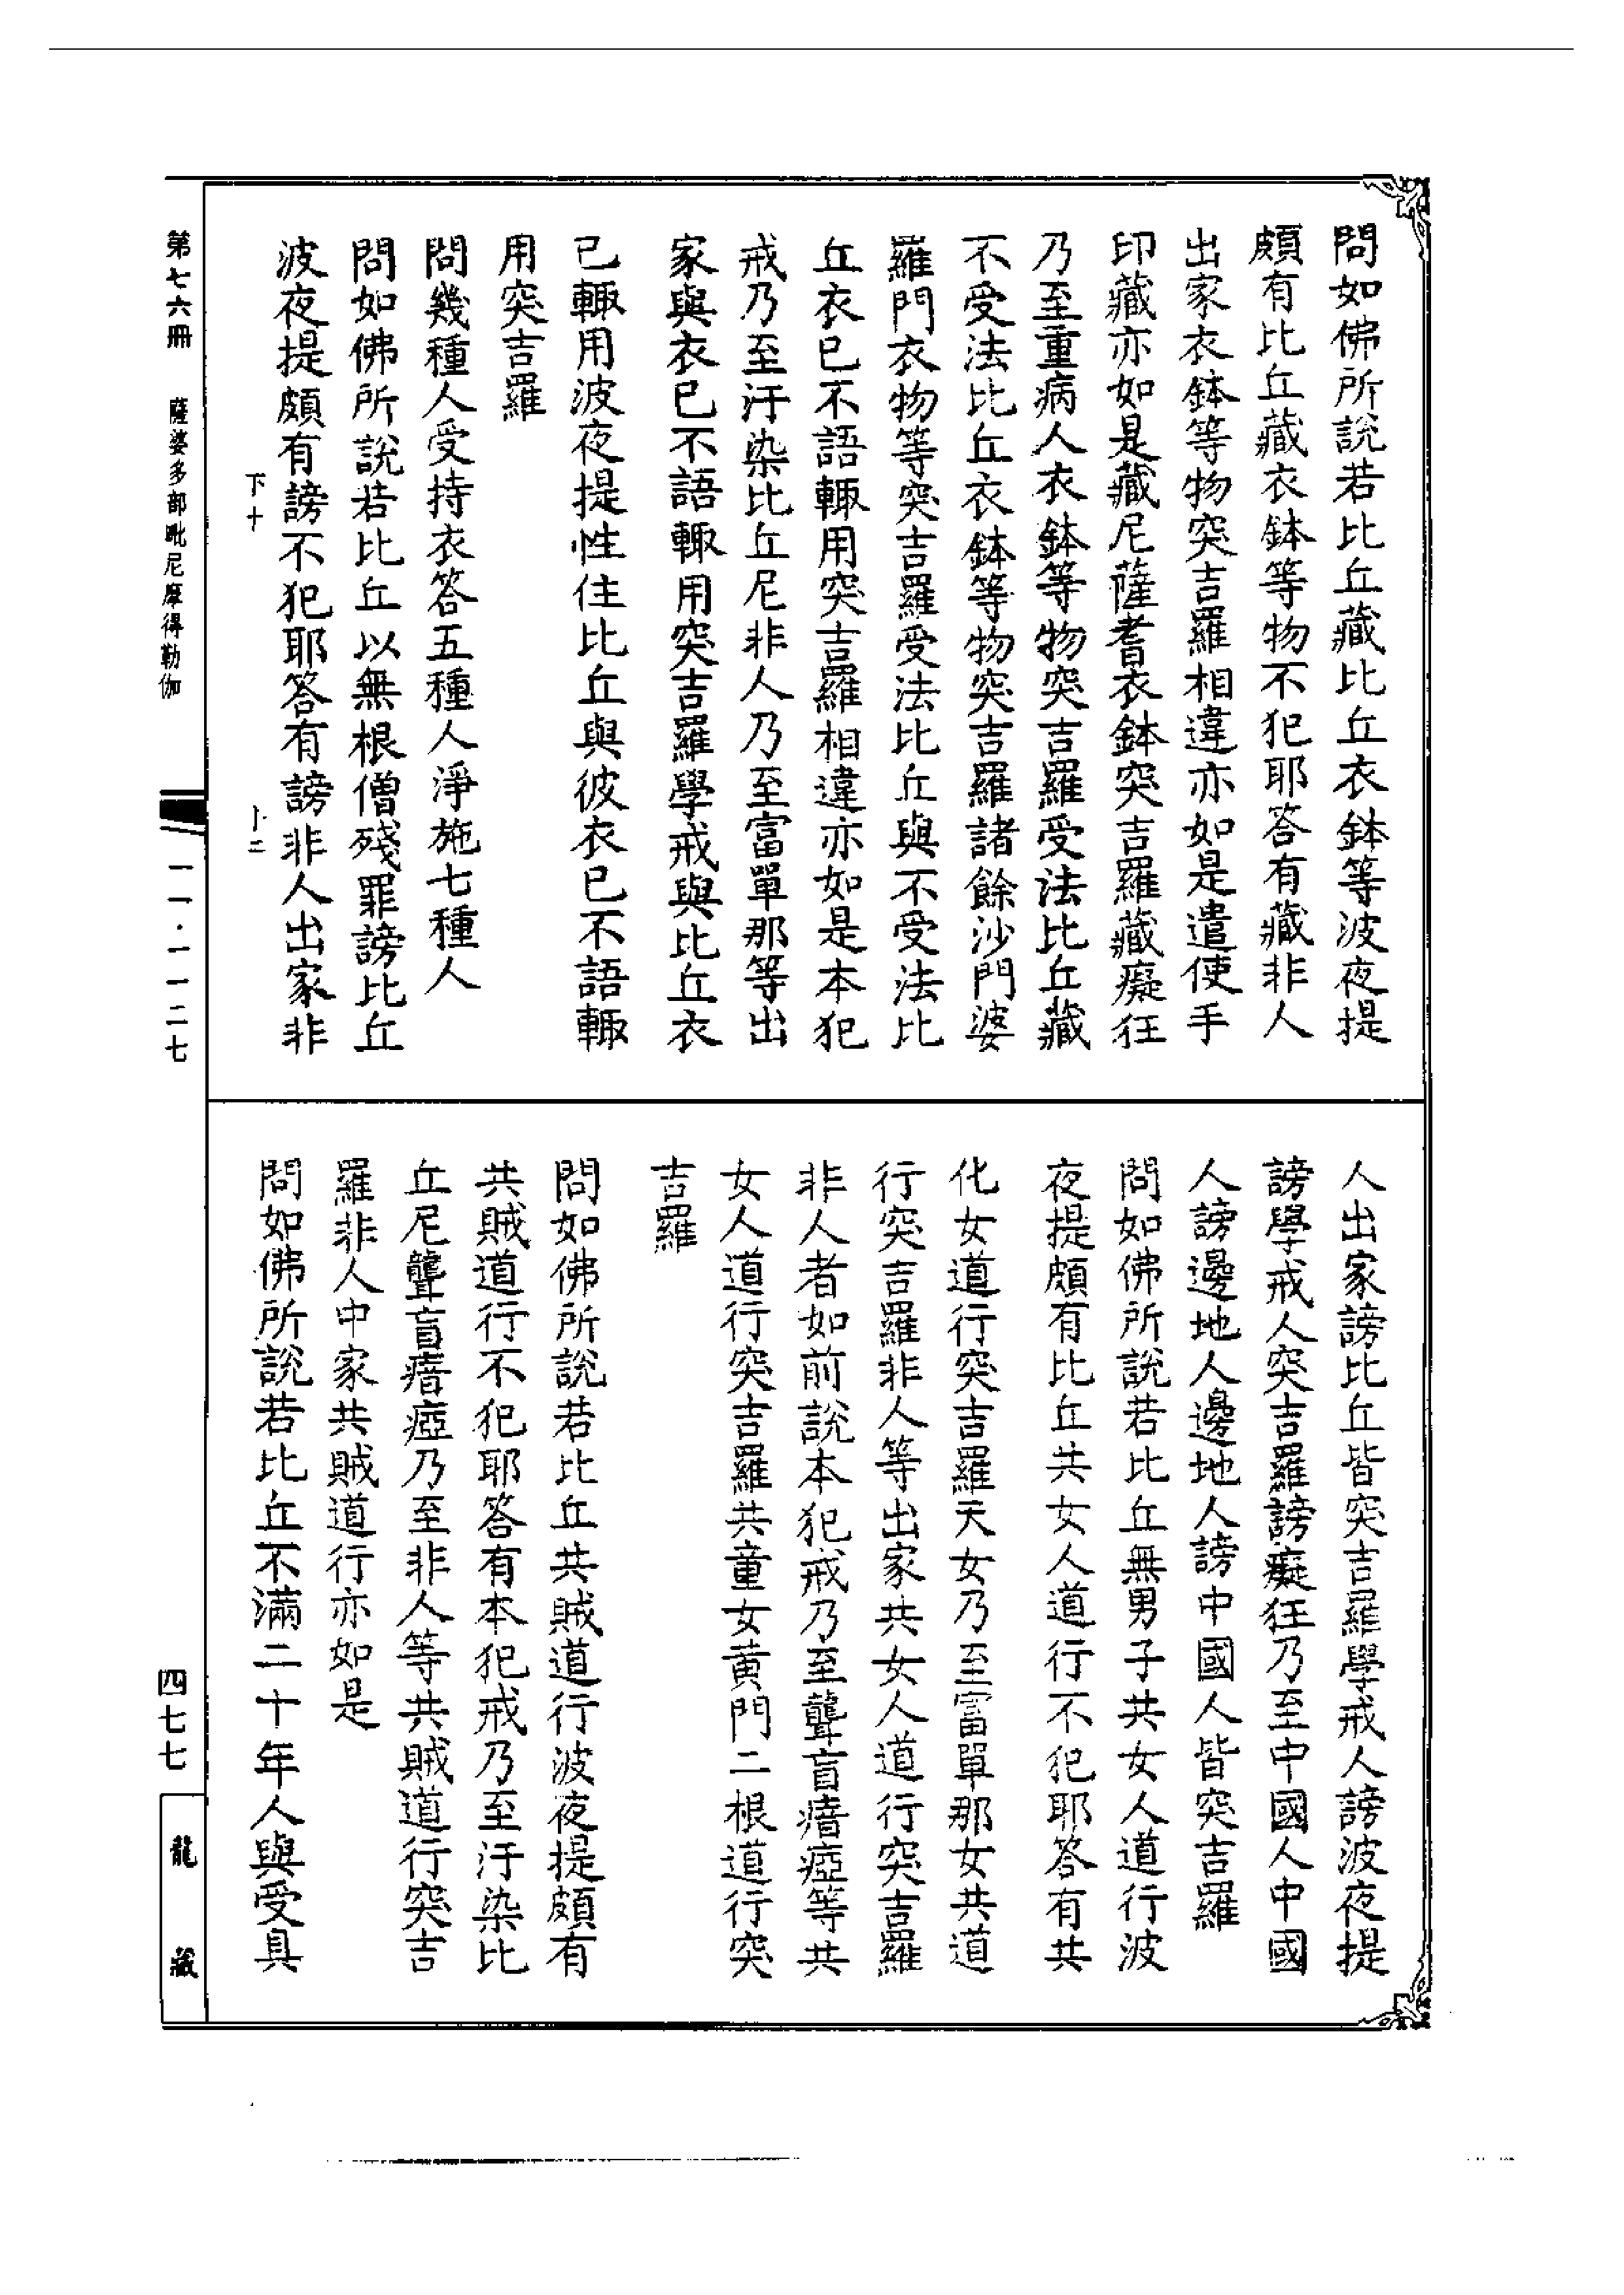 問如佛所說若比丘藏比丘衣鉢等波夜提
頗有比丘藏衣鉢等物不犯耶答有藏非人
出家衣鉢等物突吉羅相違亦如是遣使手
印藏亦如是藏尼薩耆衣鉢突吉羅藏癡狂
乃至重病人衣鉢等物突吉羅受法比丘藏
不受法比丘衣鉢等物突吉羅諸餘沙門婆
羅門衣物等突吉羅受法比丘與不受法比
丘衣已不語輙用突吉羅相違亦如是本犯
戒乃至汙染比丘尼非人乃至富單那等出
家與衣已不語輙用突吉羅學戒與比丘衣
已輙用波夜提性住比丘與彼衣已不語輙
用突吉羅
問幾種人受持衣答五種人淨施七種人
問如佛所說若比丘以無根僧殘罪謗比丘
波夜提頗有謗不犯耶答有謗非人出家非
下十
卜二
人出家謗比丘皆突吉羅學戒人謗波夜提
謗學戒人突吉羅謗癡狂乃至中國人中國
人謗邊地人邊地人謗中國人皆突吉羅
問如佛所說若比丘無男子共女人道行波
夜提頗有比丘共女人道行不犯耶答有共
化女道行突吉羅天女乃至富單那女共道
行突吉羅非人等出家共女人道行突吉羅
非人者如前說本犯戒乃至聾盲瘖瘂等共
女人道行突吉羅共童女黄門二根道行突
吉羅
問如佛所說若比丘共賊道行波夜提頗有
共賊道行不犯耶答有本犯戒乃至汙染比
丘尼聾盲瘖瘂乃至非人等共賊道行突吉
羅非人中家共賊道行亦如是
問如佛所說若比丘不滿二十年人與受具
第七六冊 薩婆多部毗尼摩得勒伽
一一·一一二七
四七七
龍藏